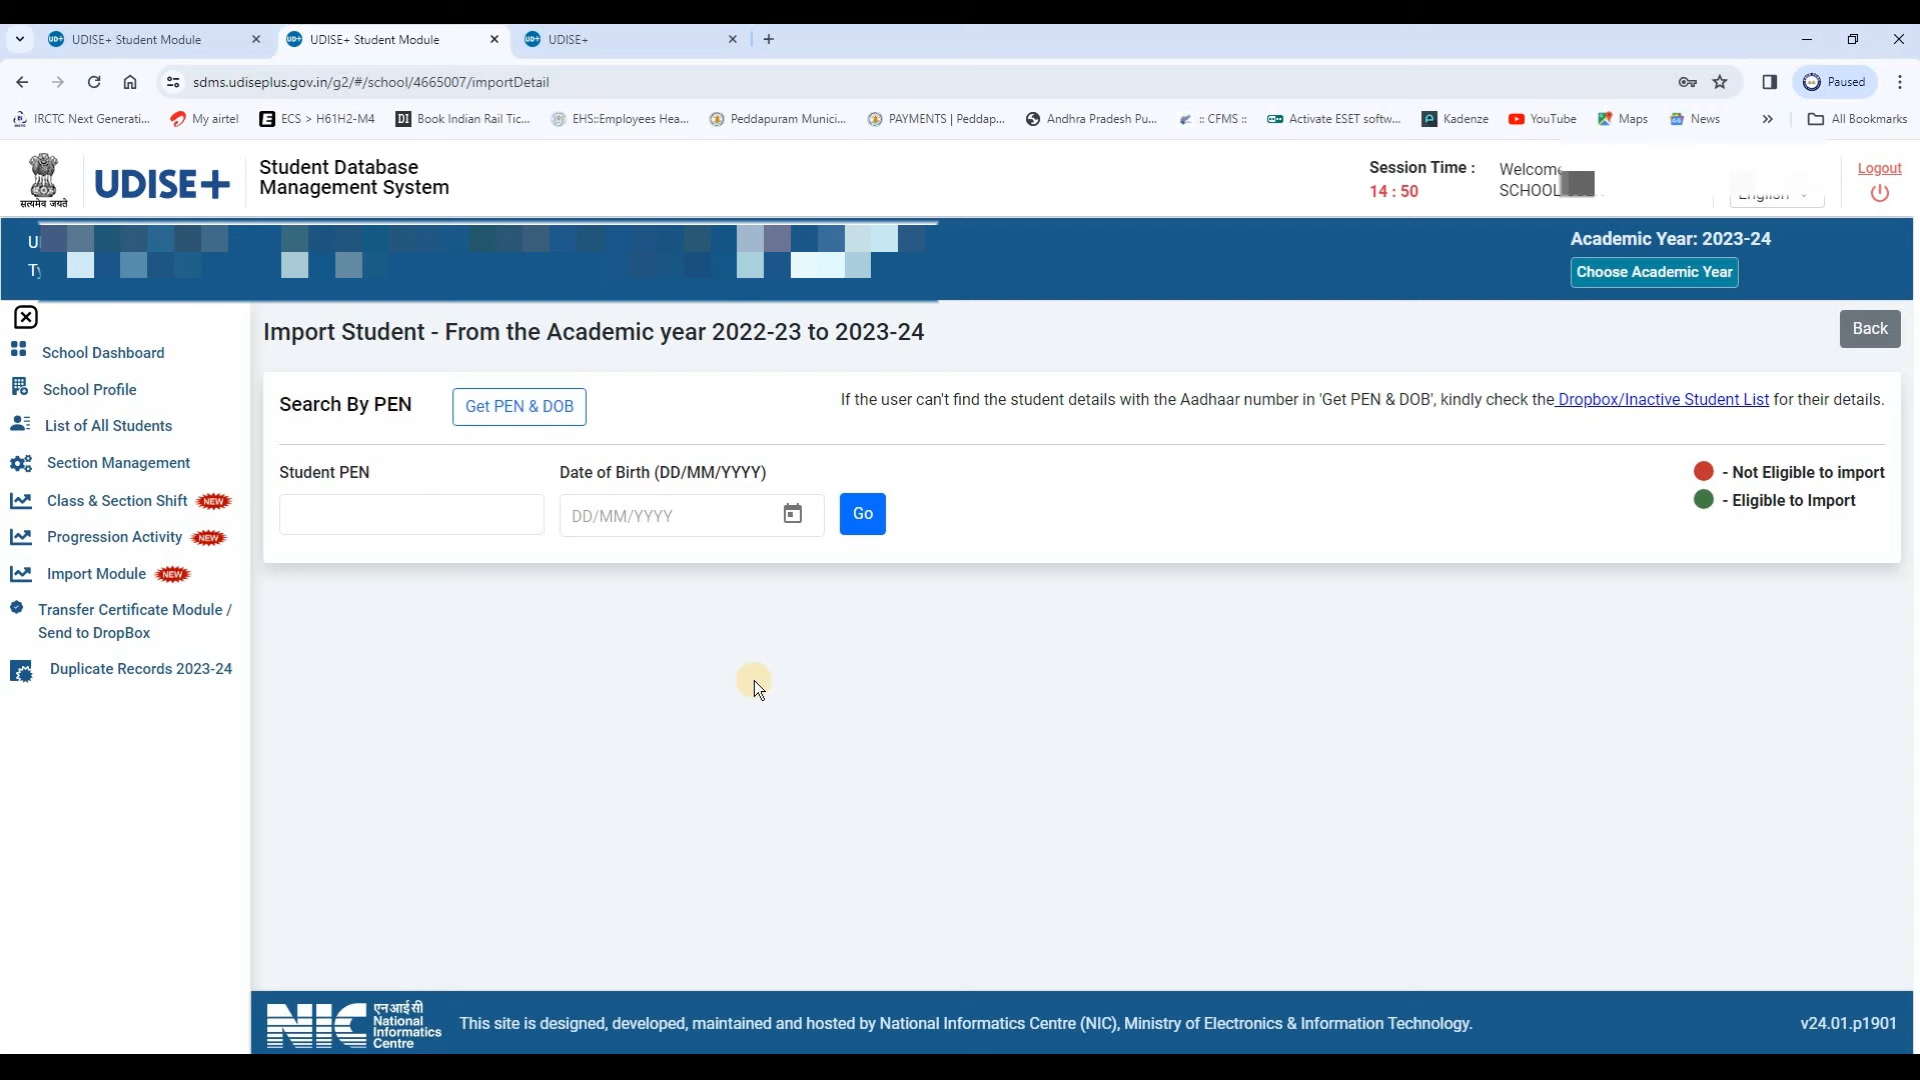 UDISE+ Student Module
UDISE+ Student Module
UDISE+
sdms.udiseplus.gov.in/g2/#/school/4665007/importDetail
Paused
IRCTC Next Generati...
My airtel
ECS > H61H2-M4
Book Indian Rail Tic...
EHS::Employees Hea...
Peddapuram Munici...
PAYMENTS | Peddap...
Andhra Pradesh Pu...
:: CFMS ::
Activate ESET softw...
Kadenze
YouTube
Maps
News
All Bookmarks
सत्यमेव जयते
UDISE+
Student Database
Management System
Session Time :
14 : 50
Welcome
SCHOOL
English
Logout
Academic Year: 2023-24
Choose Academic Year
School Dashboard
School Profile
List of All Students
Section Management
Class & Section Shift NEW
Progression Activity NEW
Import Module NEW
Transfer Certificate Module /
Send to DropBox
Duplicate Records 2023-24
Import Student - From the Academic year 2022-23 to 2023-24
Back
Search By PEN
Get PEN & DOB
If the user can't find the student details with the Aadhaar number in 'Get PEN & DOB', kindly check the Dropbox/Inactive Student List for their details.
Student PEN
Date of Birth (DD/MM/YYYY)
DD/MM/YYYY
Go
- Not Eligible to import
- Eligible to Import
NIC
एन आई सी
National
Informatics
Centre
This site is designed, developed, maintained and hosted by National Informatics Centre (NIC), Ministry of Electronics & Information Technology.
v24.01.p1901